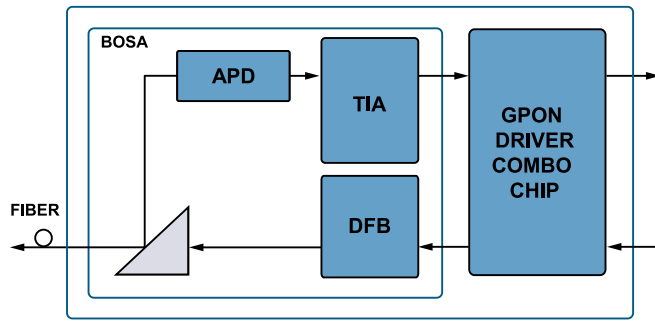 BOSA
APD
TIA
GPON
DRIVER
COMBO
CHIP
FIBER
DFB